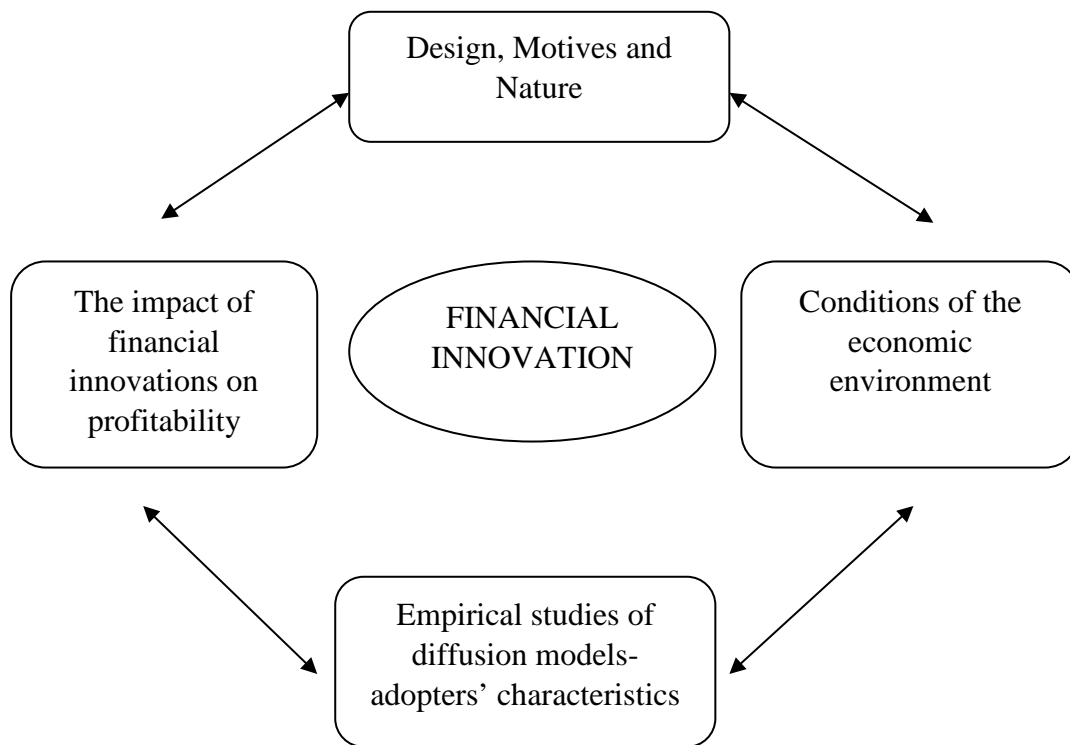 Design, Motives and
Nature
The impact of
financial
innovations on
profitability
FINANCIAL
INNOVATION
Conditions of the
economic
environment
Empirical studies of
diffusion models-
adopters’ characteristics